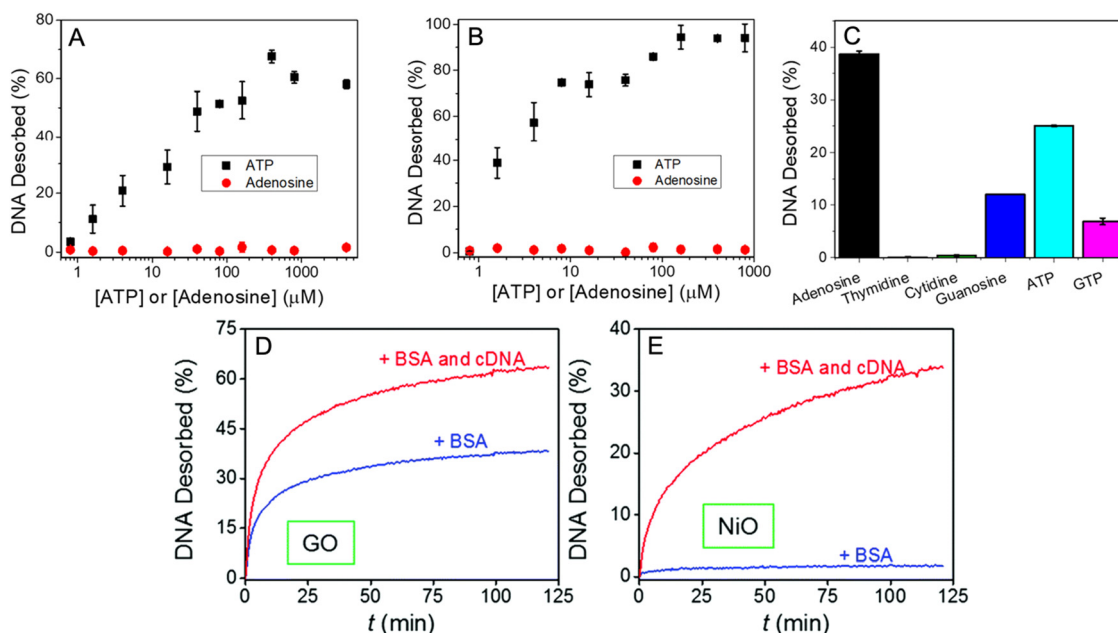 A
DNA Desorbed (%)
80
60
40
20
0
ATP
Adenosine
1
10
100
1000
[ATP] or [Adenosine] (μM)
B
DNA Desorbed (%)
100
80
60
40
20
0
ATP
Adenosine
1
10
100
1000
[ATP] or [Adenosine] (μM)
C
DNA Desorbed (%)
40
30
20
10
0
Adenosine
Thymidine
Cytidine
Guanosine
ATP
GTP
D
DNA Desorbed (%)
75
60
45
30
15
0
+ BSA and cDNA
+ BSA
GO
0
25
50
75
100
125
t (min)
E
DNA Desorbed (%)
40
30
20
10
0
+ BSA and cDNA
NiO
+ BSA
0
25
50
75
100
125
t (min)